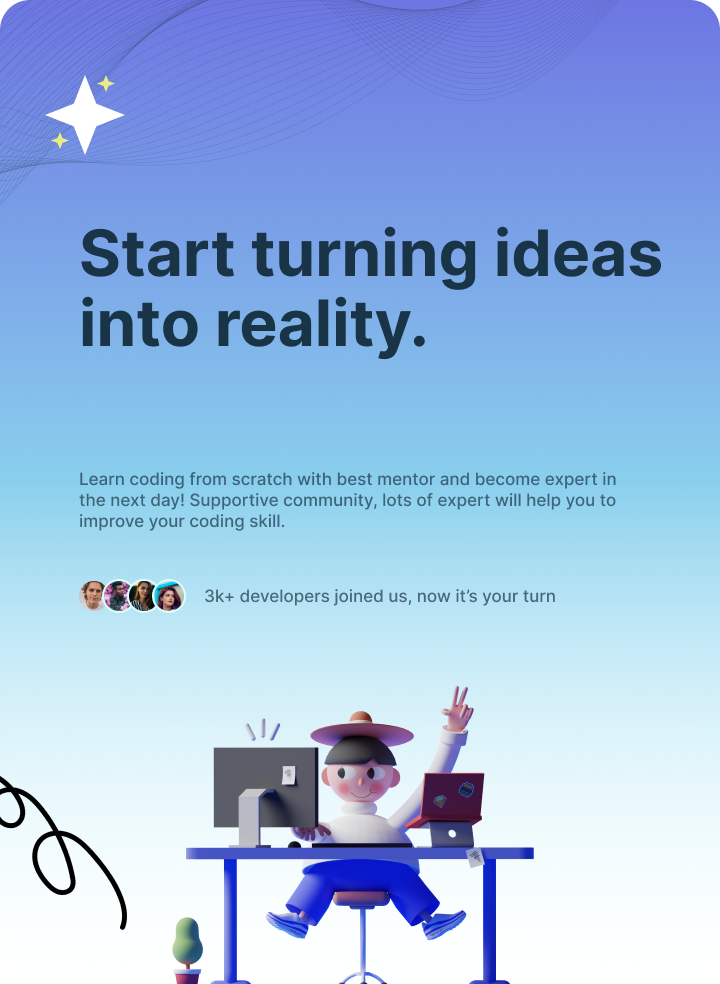 Start turning ideas
into reality.
Learn coding from scratch with best mentor and become expert in
the next day! Supportive community, lots of expert will help you to
improve your coding skill.
3k+ developers joined us, now it’s your turn